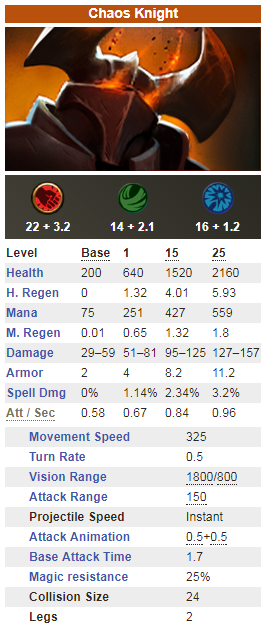 Chaos Knight
22 + 3.2 14 + 2.1 16 + 1.2
Level Base 1 15 25
Health 200 640 1520 2160
H. Regen 0 1.32 4.01 5.93
Mana 75 251 427 559
M. Regen 0.01 0.65 1.32 1.8
Damage 29–59 51–81 95–125 127–157
Armor 2 4 8.2 11.2
Spell Dmg 0% 1.14% 2.34% 3.2%
Att / Sec 0.58 0.67 0.84 0.96
Movement Speed 325
Turn Rate 0.5
Vision Range 1800/800
Attack Range 150
Projectile Speed Instant
Attack Animation 0.5+0.5
Base Attack Time 1.7
Magic resistance 25%
Collision Size 24
Legs 2